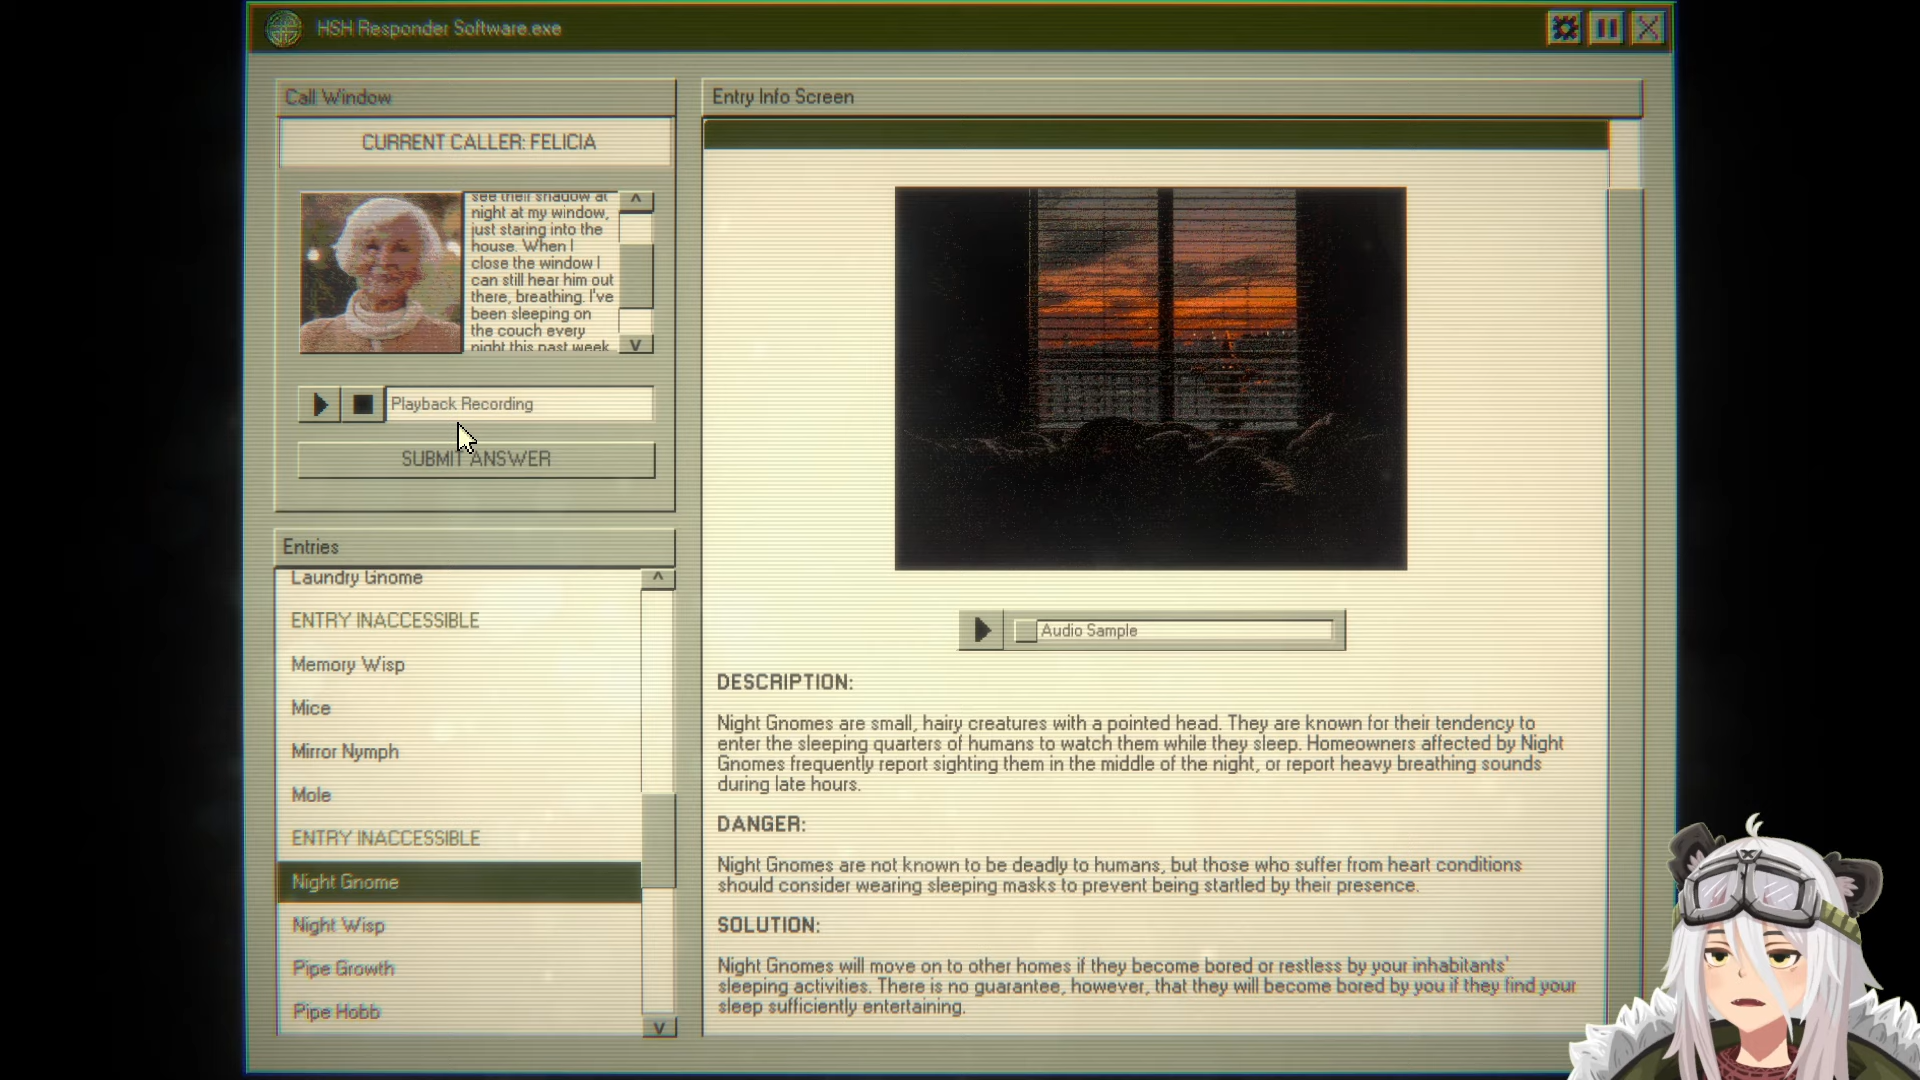 HSH Responder Software.exe
Call Window
CURRENT CALLER: FELICIA
see their shadow at
night at my window,
just staring into the
house. When I
close the window I
can still hear him out
there, breathing. I've
been sleeping on
the couch every
night this past week
Playback Recording
SUBMIT ANSWER
Entries
Laundry Gnome
ENTRY INACCESSIBLE
Memory Wisp
Mice
Mirror Nymph
Mole
ENTRY INACCESSIBLE
Night Gnome
Night Wisp
Pipe Growth
Pipe Hobb
Entry Info Screen
Audio Sample
DESCRIPTION:
Night Gnomes are small, hairy creatures with a pointed head. They are known for their tendency to
enter the sleeping quarters of humans to watch them while they sleep. Homeowners affected by Night
Gnomes frequently report sighting them in the middle of the night, or report heavy breathing sounds
during late hours.
DANGER:
Night Gnomes are not known to be deadly to humans, but those who suffer from heart conditions
should consider wearing sleeping masks to prevent being startled by their presence.
SOLUTION:
Night Gnomes will move on to other homes if they become bored or restless by your inhabitants'
sleeping activities. There is no guarantee, however, that they will become bored by you if they find your
sleep sufficiently entertaining.